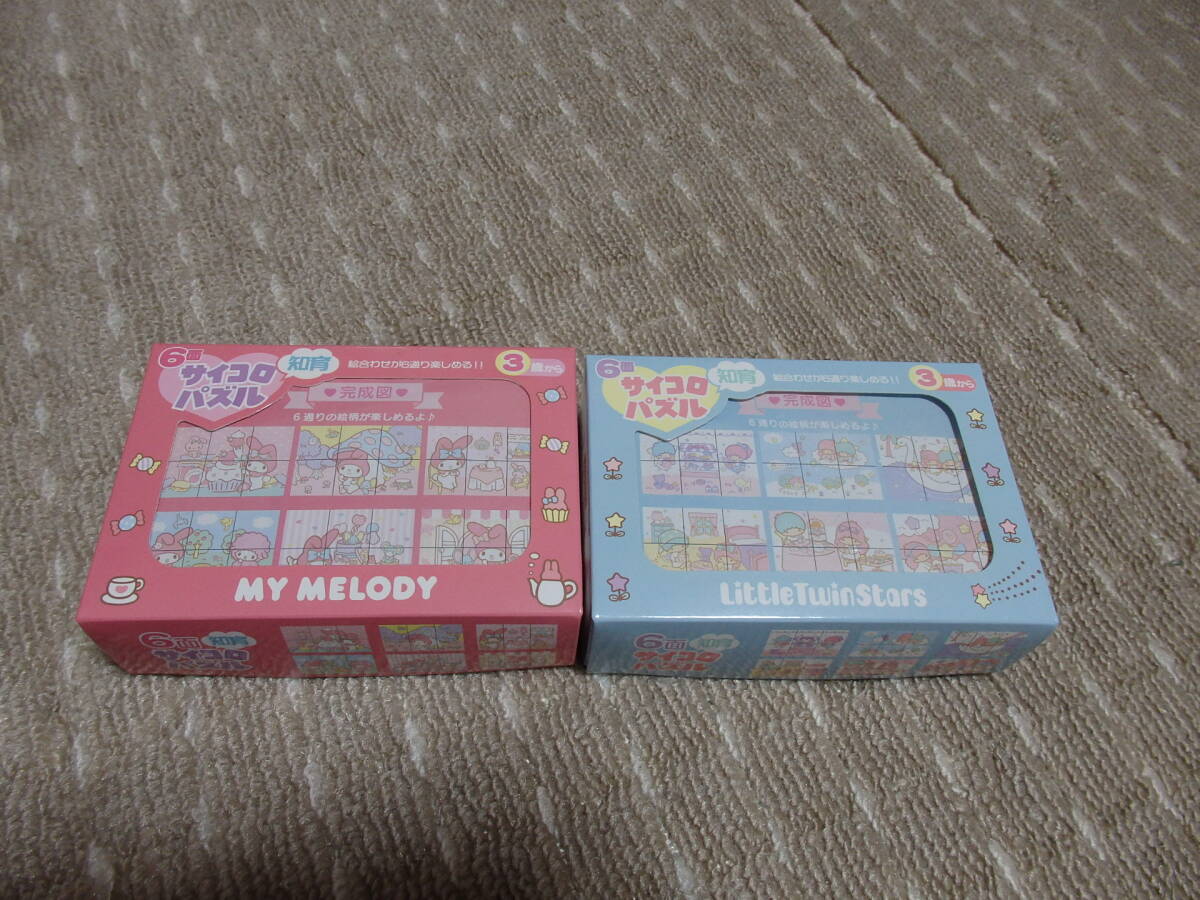 6面
サイコロ
パズル
知育
絵合わせが6通り楽しめる!!
3歳から
♥完成図♥
6通りの絵柄が楽しめるよ♪
MY MELODY
6面 知育
サイコロ
パズル
6面
サイコロ
パズル
知育
絵合わせが6通り楽しめる!!
3歳から
♥完成図♥
6通りの絵柄が楽しめるよ♪
LittleTwinStars
6面 知育
サイコロ
パズル